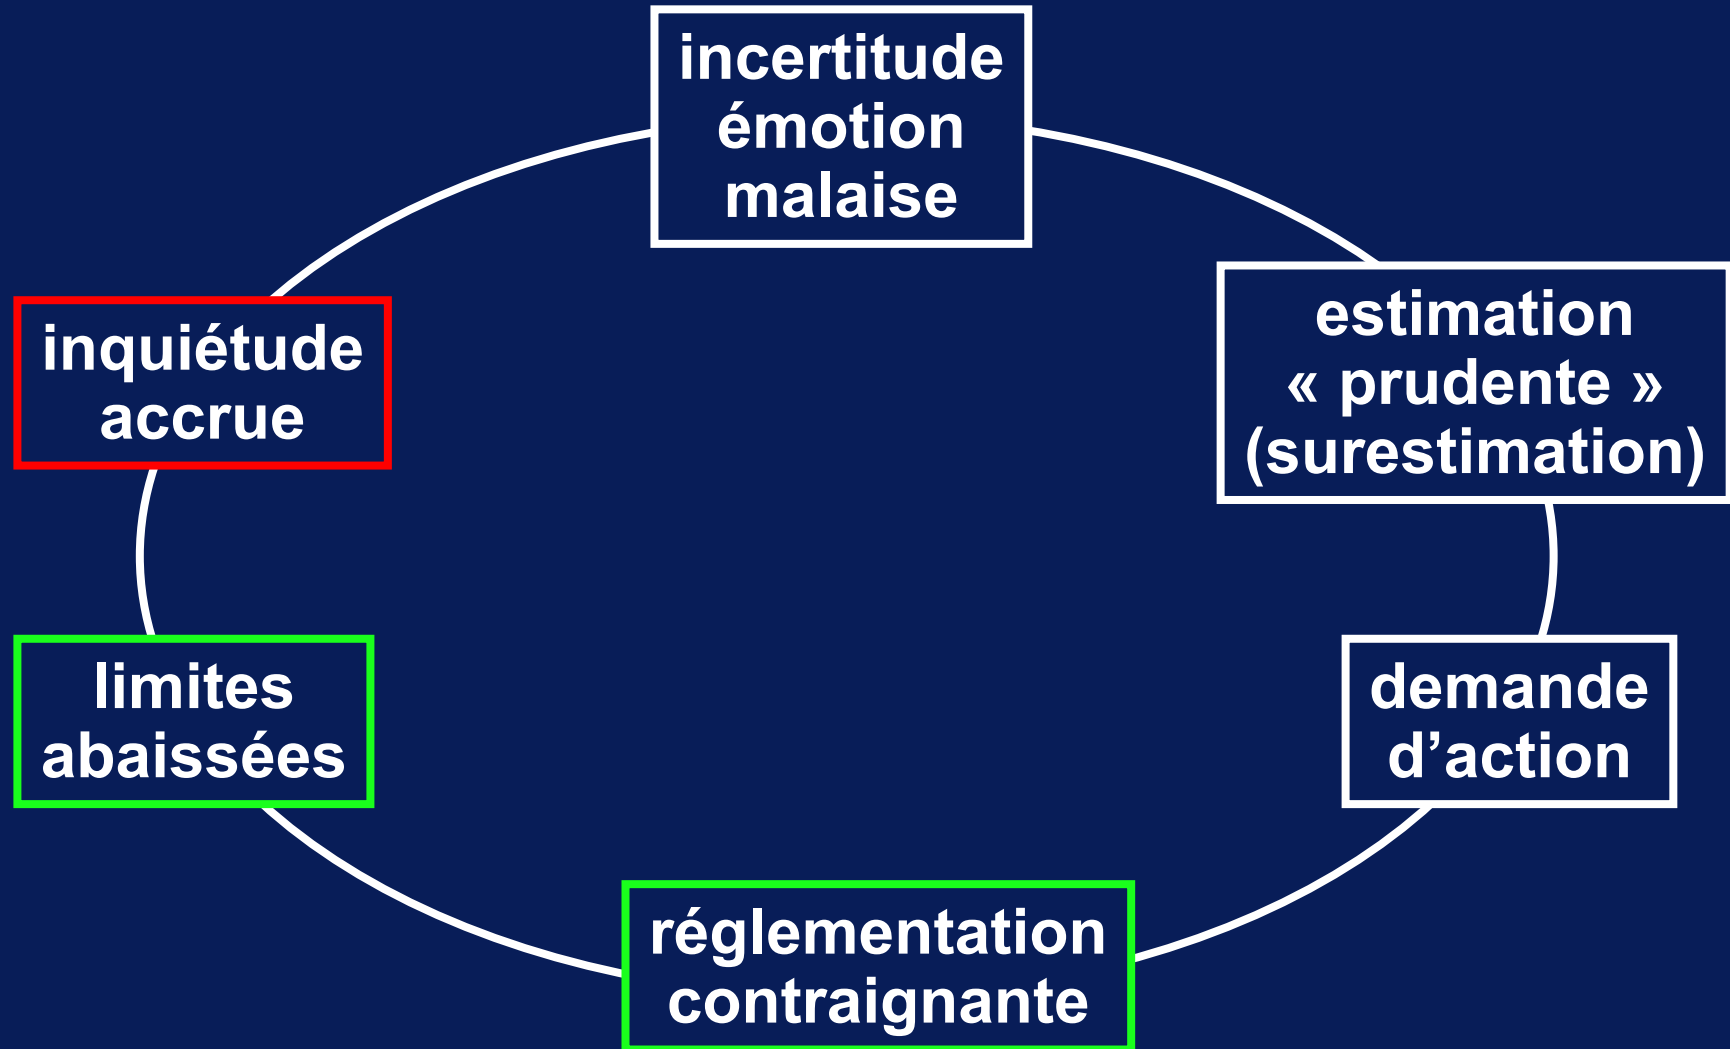 incertitude
émotion
malaise
estimation
« prudente »
(surestimation)
demande
d’action
réglementation
contraignante
limites
abaissées
inquiétude
accrue